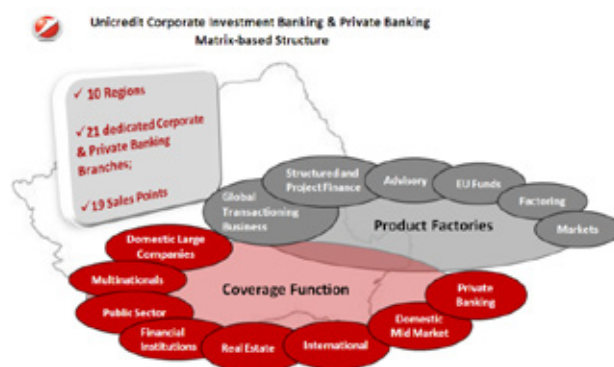 Unicredit Corporate Investment Banking & Private Banking
Matrix-based Structure
✓ 10 Regions
✓21 dedicated Corporate
& Private Banking
Branches;
✓ 19 Sales Points
Structured and
Project Finance
Advisory
EU Funds
Factoring
Markets
Global
Transactioning
Business
Product Factories
Domestic Large
Companies
Multinationals
Public Sector
Financial
Institutions
Real Estate
International
Domestic
Mid Market
Private
Banking
Coverage Function